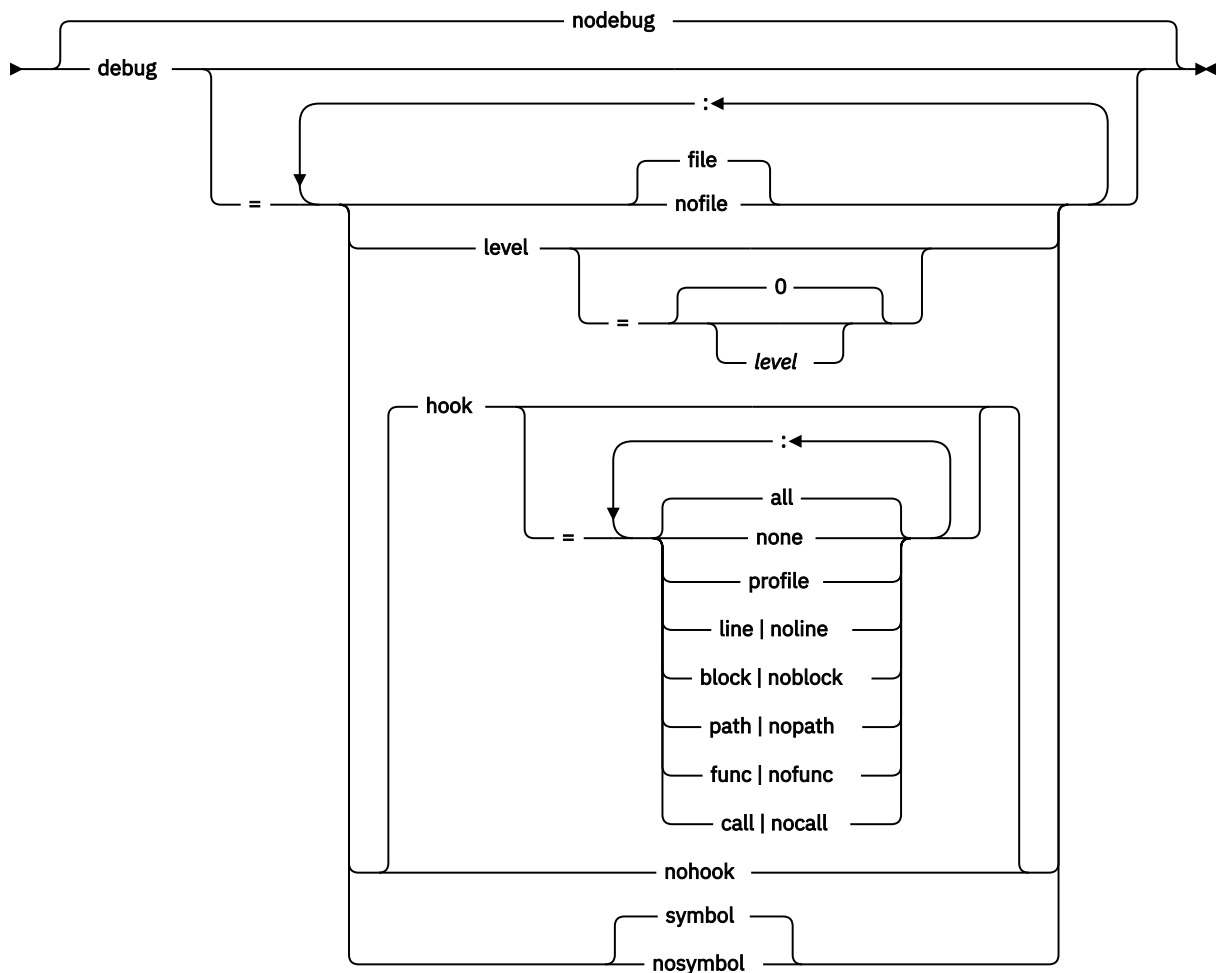 nodebug
debug
:
file
= nofile
level
0
=
level
hook
:
all
= none
profile
line | noline
block | noblock
path | nopath
func | nofunc
call | nocall
nohook
symbol
nosymbol